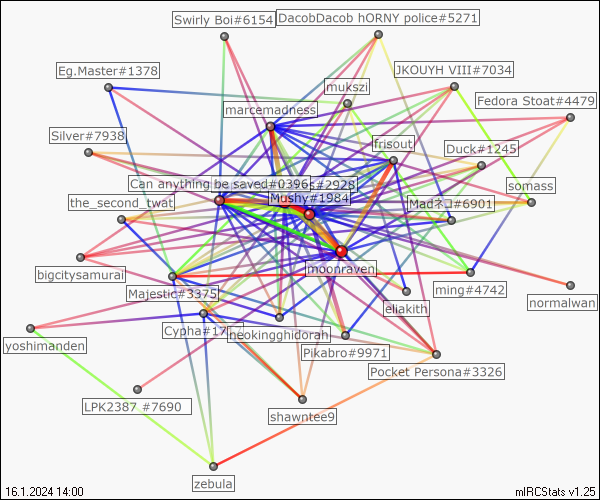 Swirly Boi#6154
DacobDacob hORNY police#5271
Eg.Master#1378
JKOUYH VIII#7034
mukszi
Fedora Stoat#4479
marcemadness
Silver#7938
frisout
Duck#1245
Can anything be saved#0396
#2928
somass
Mushy#1984
the_second_twat
Mad?,J#6901
bigcitysamurai
moonraven
Majestic#3375
ming#4742
eliakith
normalwan
Cypha#17
neokingghidorah
yoshimanden
Pikabro#9971
Pocket Persona#3326
LPK2387 #7690
shawntee9
zebula
16.1.2024 14:00
mIRCStats v1.25